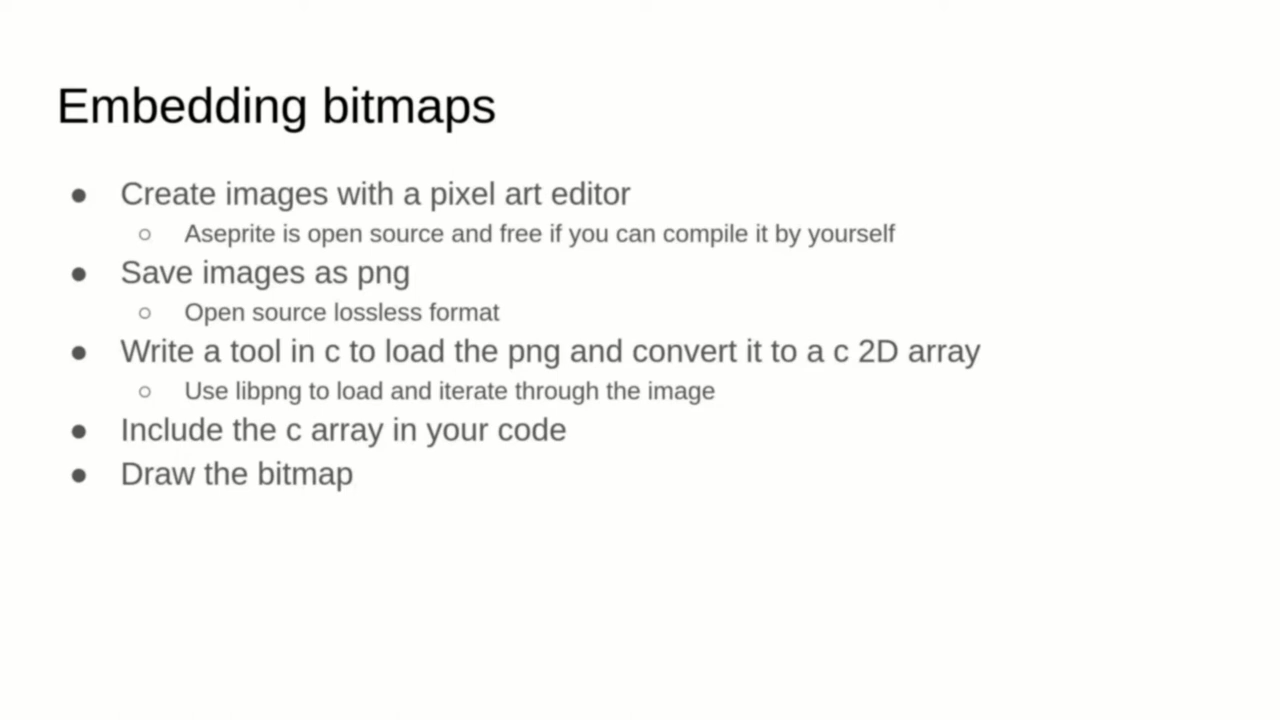 Embedding bitmaps
● Create images with a pixel art editor
○ Aseprite is open source and free if you can compile it by yourself
● Save images as png
○ Open source lossless format
● Write a tool in c to load the png and convert it to a c 2D array
○ Use libpng to load and iterate through the image
● Include the c array in your code
● Draw the bitmap